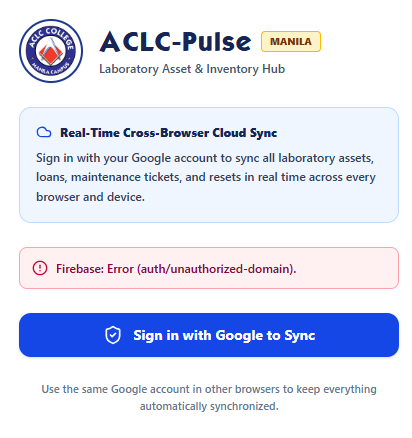 ACLC COLLEGE
MANILA CAMPUS
ACLC-Pulse
MANILA
Laboratory Asset & Inventory Hub
Real-Time Cross-Browser Cloud Sync
Sign in with your Google account to sync all laboratory assets,
loans, maintenance tickets, and resets in real time across every
browser and device.
Firebase: Error (auth/unauthorized-domain).
Sign in with Google to Sync
Use the same Google account in other browsers to keep everything
automatically synchronized.